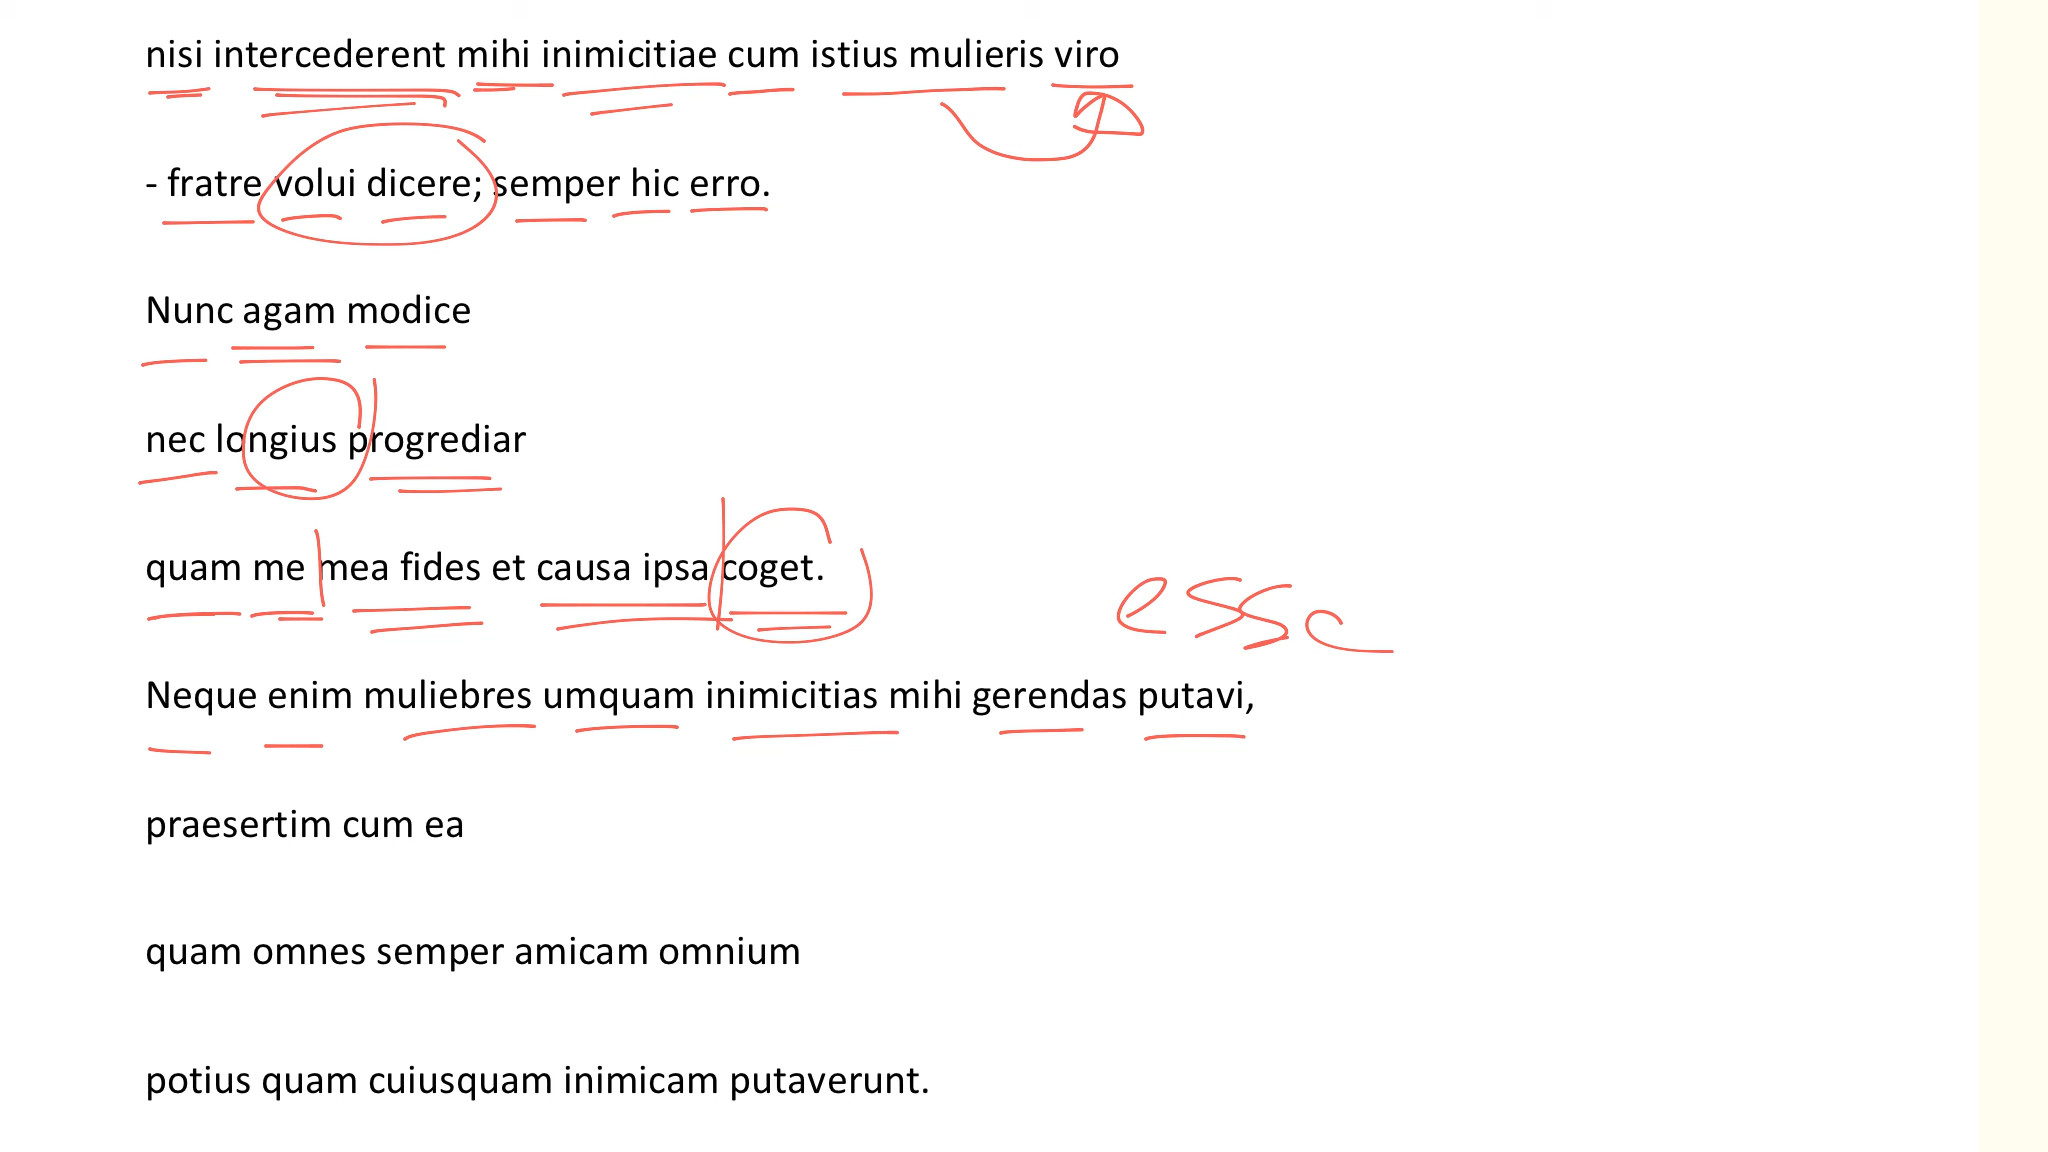 nisi intercederent mihi inimicitiae cum istius mulieris viro
- fratre volui dicere; semper hic erro.
Nunc agam modice
nec longius progrediar
quam me mea fides et causa ipsa coget.
esse
Neque enim muliebres umquam inimicitias mihi gerendas putavi,
praesertim cum ea
quam omnes semper amicam omnium
potius quam cuiusquam inimicam putaverunt.